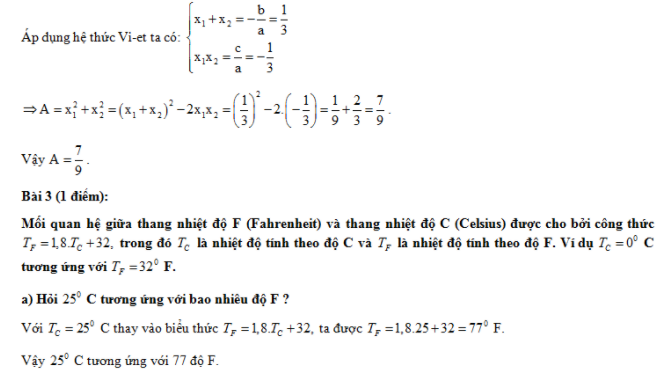 Áp dụng hệ thức Vi-et ta có: { x₁ + x₂ = −b/a = 1/3
x₁x₂ = c/a = −1/3
⇒ A = x₁² + x₂² = (x₁ + x₂)² − 2x₁x₂ = (1/3)² − 2.(−1/3) = 1/9 + 2/3 = 7/9 .
Vậy A = 7/9 .
Bài 3 (1 điểm):
Mối quan hệ giữa thang nhiệt độ F (Fahrenheit) và thang nhiệt độ C (Celsius) được cho bởi công thức
T_F = 1,8.T_C + 32, trong đó T_C là nhiệt độ tính theo độ C và T_F là nhiệt độ tính theo độ F. Ví dụ T_C = 0⁰ C
tương ứng với T_F = 32⁰ F.
a) Hỏi 25⁰ C tương ứng với bao nhiêu độ F ?
Với T_C = 25⁰ C thay vào biểu thức T_F = 1,8.T_C + 32, ta được T_F = 1,8.25 + 32 = 77⁰ F.
Vậy 25⁰ C tương ứng với 77 độ F.